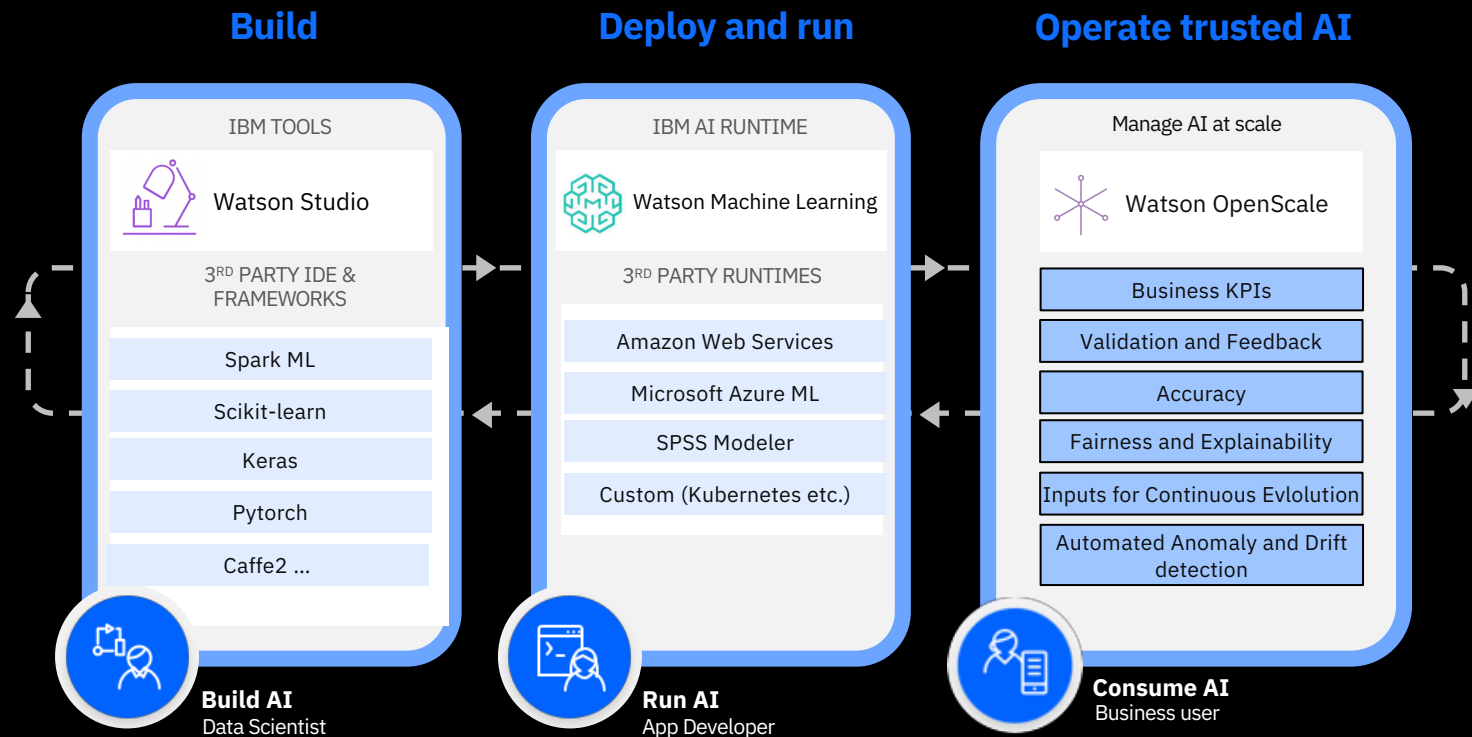 Build
Deploy and run
Operate trusted AI
IBM TOOLS
Watson Studio
3RD PARTY IDE &
FRAMEWORKS
Spark ML
Scikit-learn
Keras
Pytorch
Caffe2 ...
Build AI
Data Scientist
IBM AI RUNTIME
Watson Machine Learning
3RD PARTY RUNTIMES
Amazon Web Services
Microsoft Azure ML
SPSS Modeler
Custom (Kubernetes etc.)
Run AI
App Developer
Manage AI at scale
Watson OpenScale
Business KPIs
Validation and Feedback
Accuracy
Fairness and Explainability
Inputs for Continuous Evlolution
Automated Anomaly and Drift
detection
Consume AI
Business user